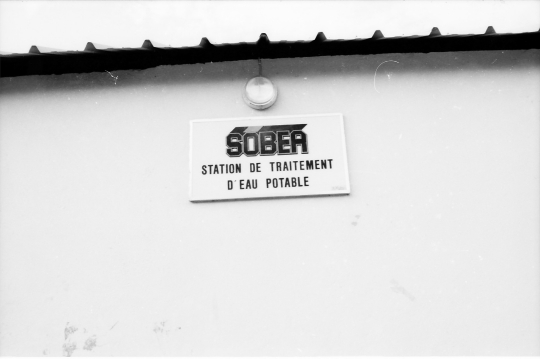 SOBEA
STATION DE TRAITEMENT
D'EAU POTABLE